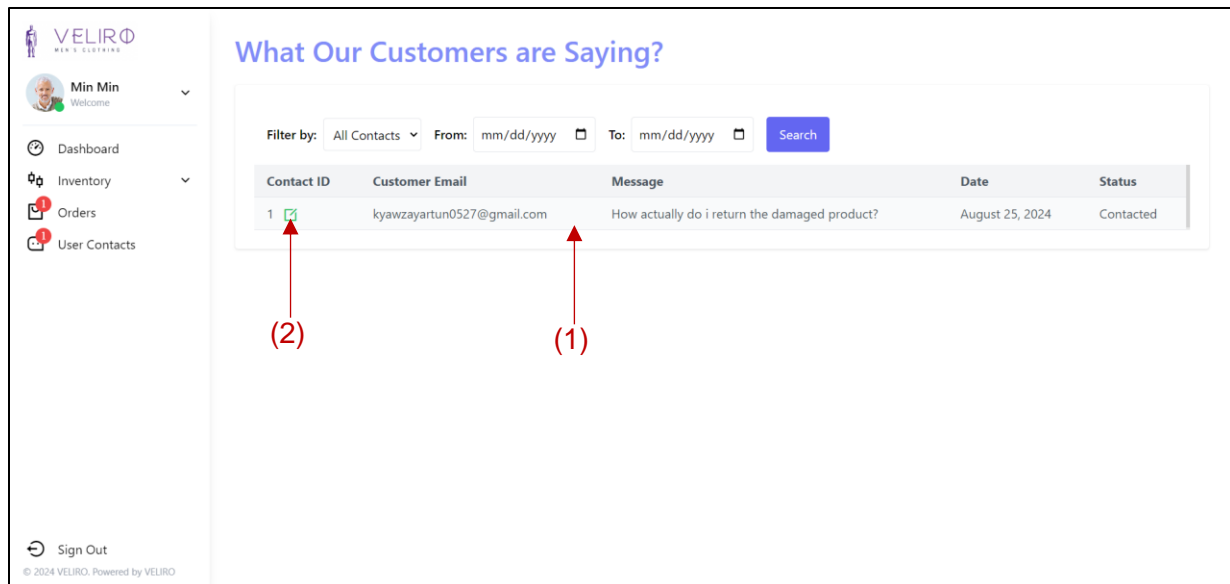 VELIRO
MEN'S CLOTHING
Min Min
Welcome
Dashboard
Inventory
1
Orders
1
User Contacts
Sign Out
© 2024 VELIRO. Powered by VELIRO
What Our Customers are Saying?
Filter by: All Contacts From: mm/dd/yyyy To: mm/dd/yyyy Search
Contact ID Customer Email Message Date Status
1 kyawzayartun0527@gmail.com How actually do i return the damaged product? August 25, 2024 Contacted
(2) (1)